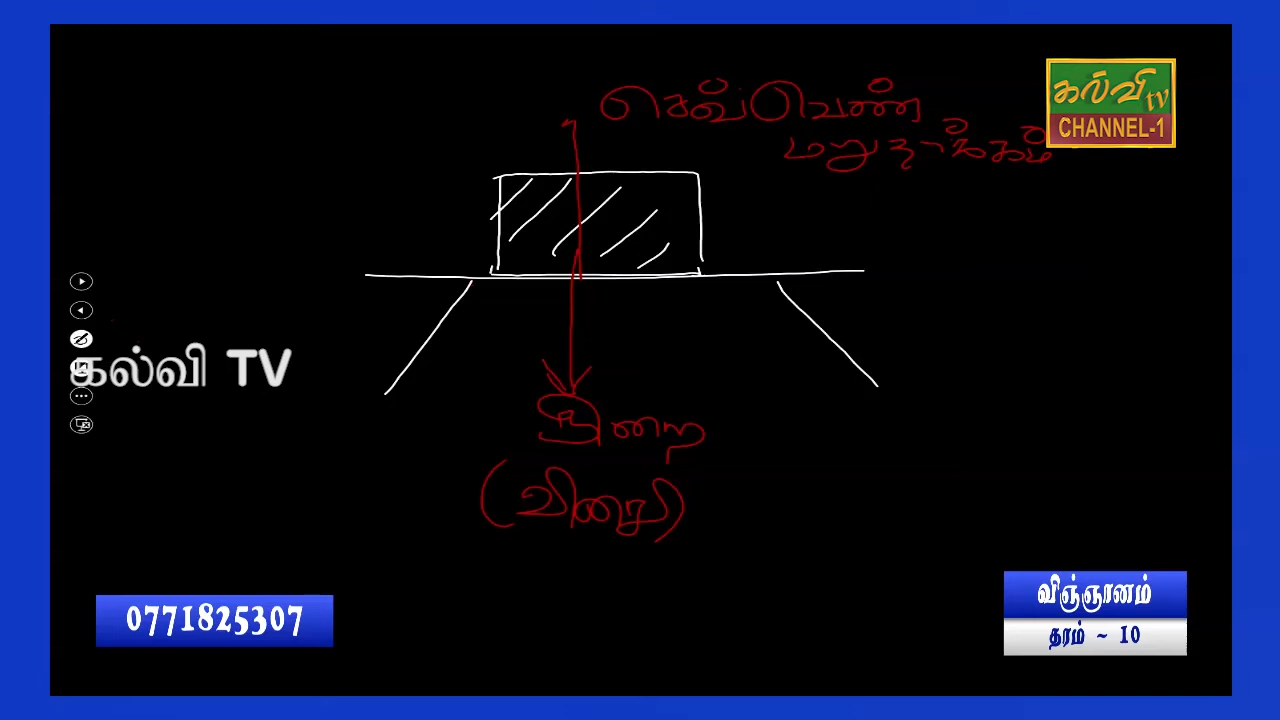 கல்வி tv
CHANNEL-1
செவ்வெண்
மறுதாக்கம்
கல்வி TV
நிறை
(விசை)
0771825307
விஞ்ஞானம்
தரம் ~ 10